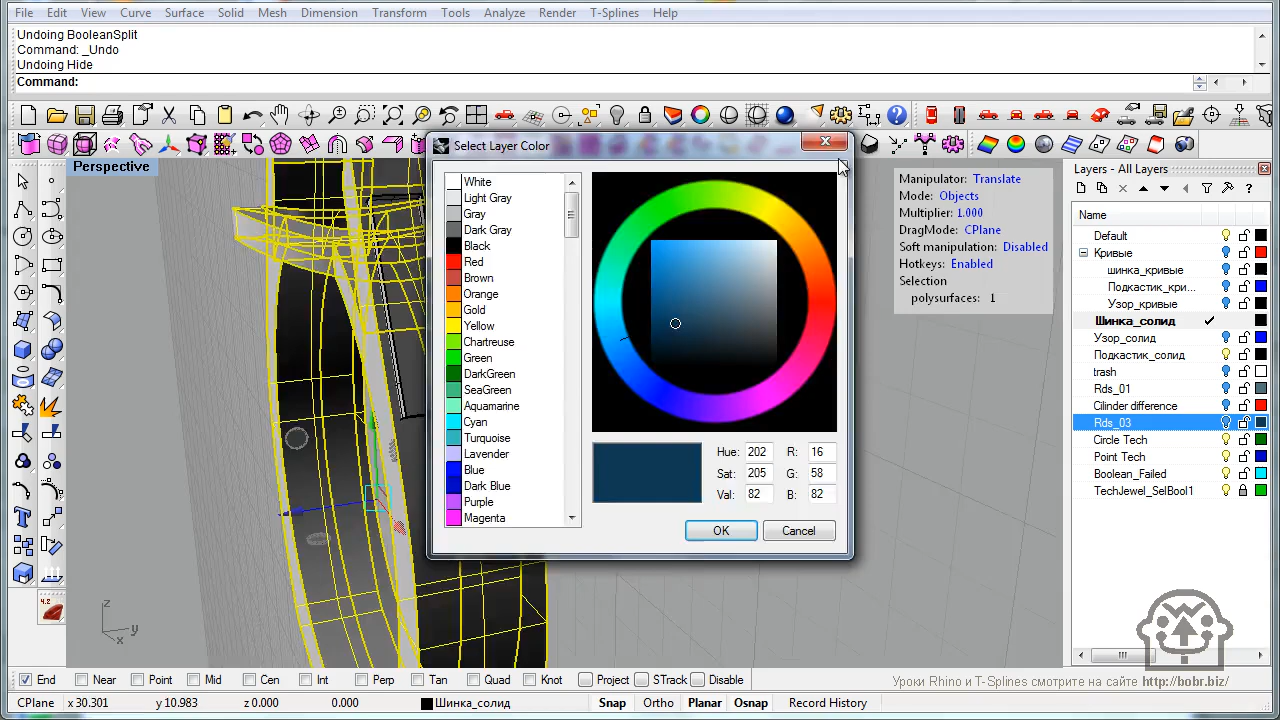 File Edit View Curve Surface Solid Mesh Dimension Transform Tools Analyze Render T-Splines Help
Undoing BooleanSplit
Command: _Undo
Undoing Hide
Command:
Perspective
Select Layer Color
White
Light Gray
Gray
Dark Gray
Black
Red
Brown
Orange
Gold
Yellow
Chartreuse
Green
DarkGreen
SeaGreen
Aquamarine
Cyan
Turquoise
Lavender
Blue
Dark Blue
Purple
Magenta
Hue: 202 R: 16
Sat: 205 G: 58
Val: 82 B: 82
OK Cancel
Manipulator: Translate
Mode: Objects
Multiplier: 1.000
DragMode: CPlane
Soft manipulation: Disabled
Hotkeys: Enabled
Selection
polysurfaces: 1
Layers - All Layers
Name
Default
Кривые
шинка_кривые
Подкастик_кри...
Узор_кривые
Шинка_солид
Узор_солид
Подкастик_солид
trash
Rds_01
Cilinder difference
Rds_03
Circle Tech
Point Tech
Boolean_Failed
TechJewel_SelBool1
4.2
z
y
x
End Near Point Mid Cen Int Perp Tan Quad Knot Project STrack Disable
Уроки Rhino и T-Splines смотрите на сайте http://bobr.biz/
CPlane x 30.301 y 10.983 z 0.000 0.000 Шинка_солид Snap Ortho Planar Osnap Record History